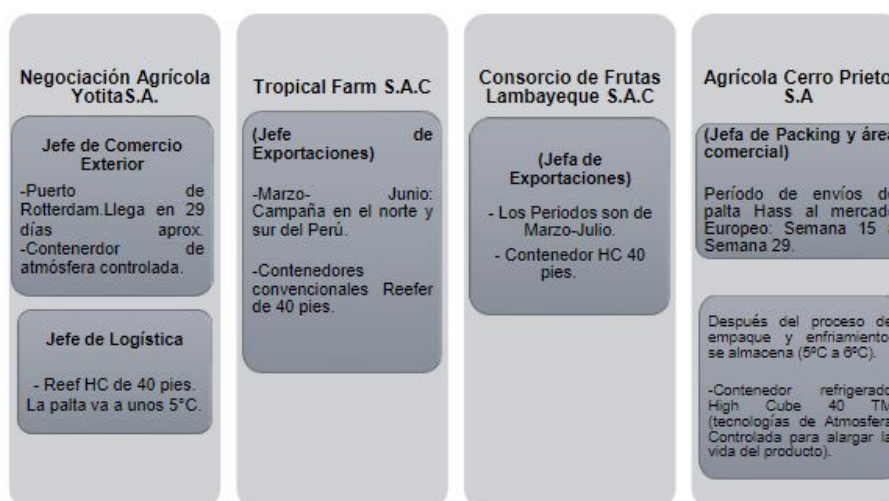 Negociación Agrícola
YotitaS.A.
Jefe de Comercio
Exterior
-Puerto de
Rotterdam.Llega en 29
días aprox.
-Contenerdor de
atmósfera controlada.
Jefe de Logística
- Reef HC de 40 pies.
La palta va a unos 5°C.
Tropical Farm S.A.C
(Jefe de
Exportaciones)
-Marzo- Junio:
Campaña en el norte y
sur del Perú.
-Contenedores
convencionales Reefer
de 40 pies.
Consorcio de Frutas
Lambayeque S.A.C
(Jefa de
Exportaciones)
- Los Periodos son de
Marzo-Julio.
- Contenedor HC 40
pies.
Agrícola Cerro Prieto
S.A
(Jefa de Packing y área
comercial)
Período de envíos de
palta Hass al mercado
Europeo: Semana 15 a
Semana 29.
Después del proceso de
empaque y enfriamiento,
se almacena (5ºC a 6ºC).
-Contenedor refrigerado
High Cube 40 TM
(tecnologías de Atmosfera
Controlada para alargar la
vida del producto).